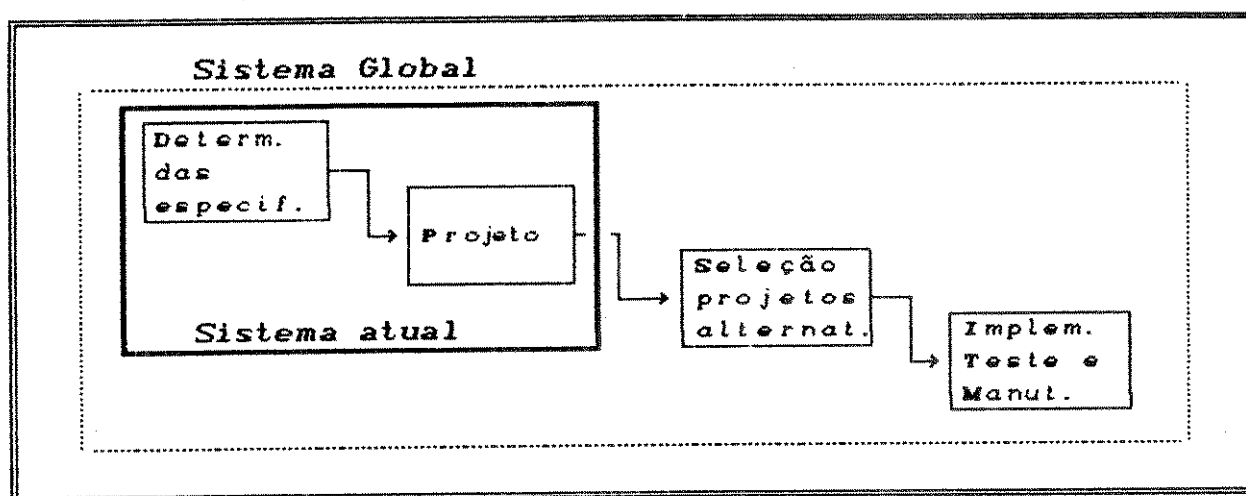 Sistema Global
Determ.
das
especif.
Projeto
Sistema atual
Seleção
projetos
alternat.
Implem.
Teste e
Manut.